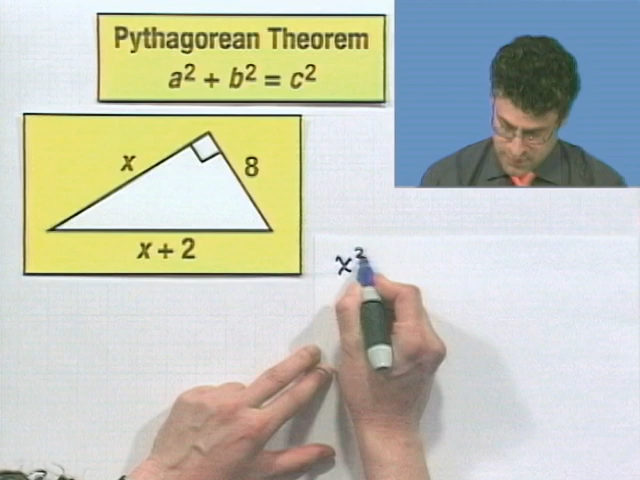 Pythagorean Theorem
a² + b² = c²
x
8
x + 2
x²